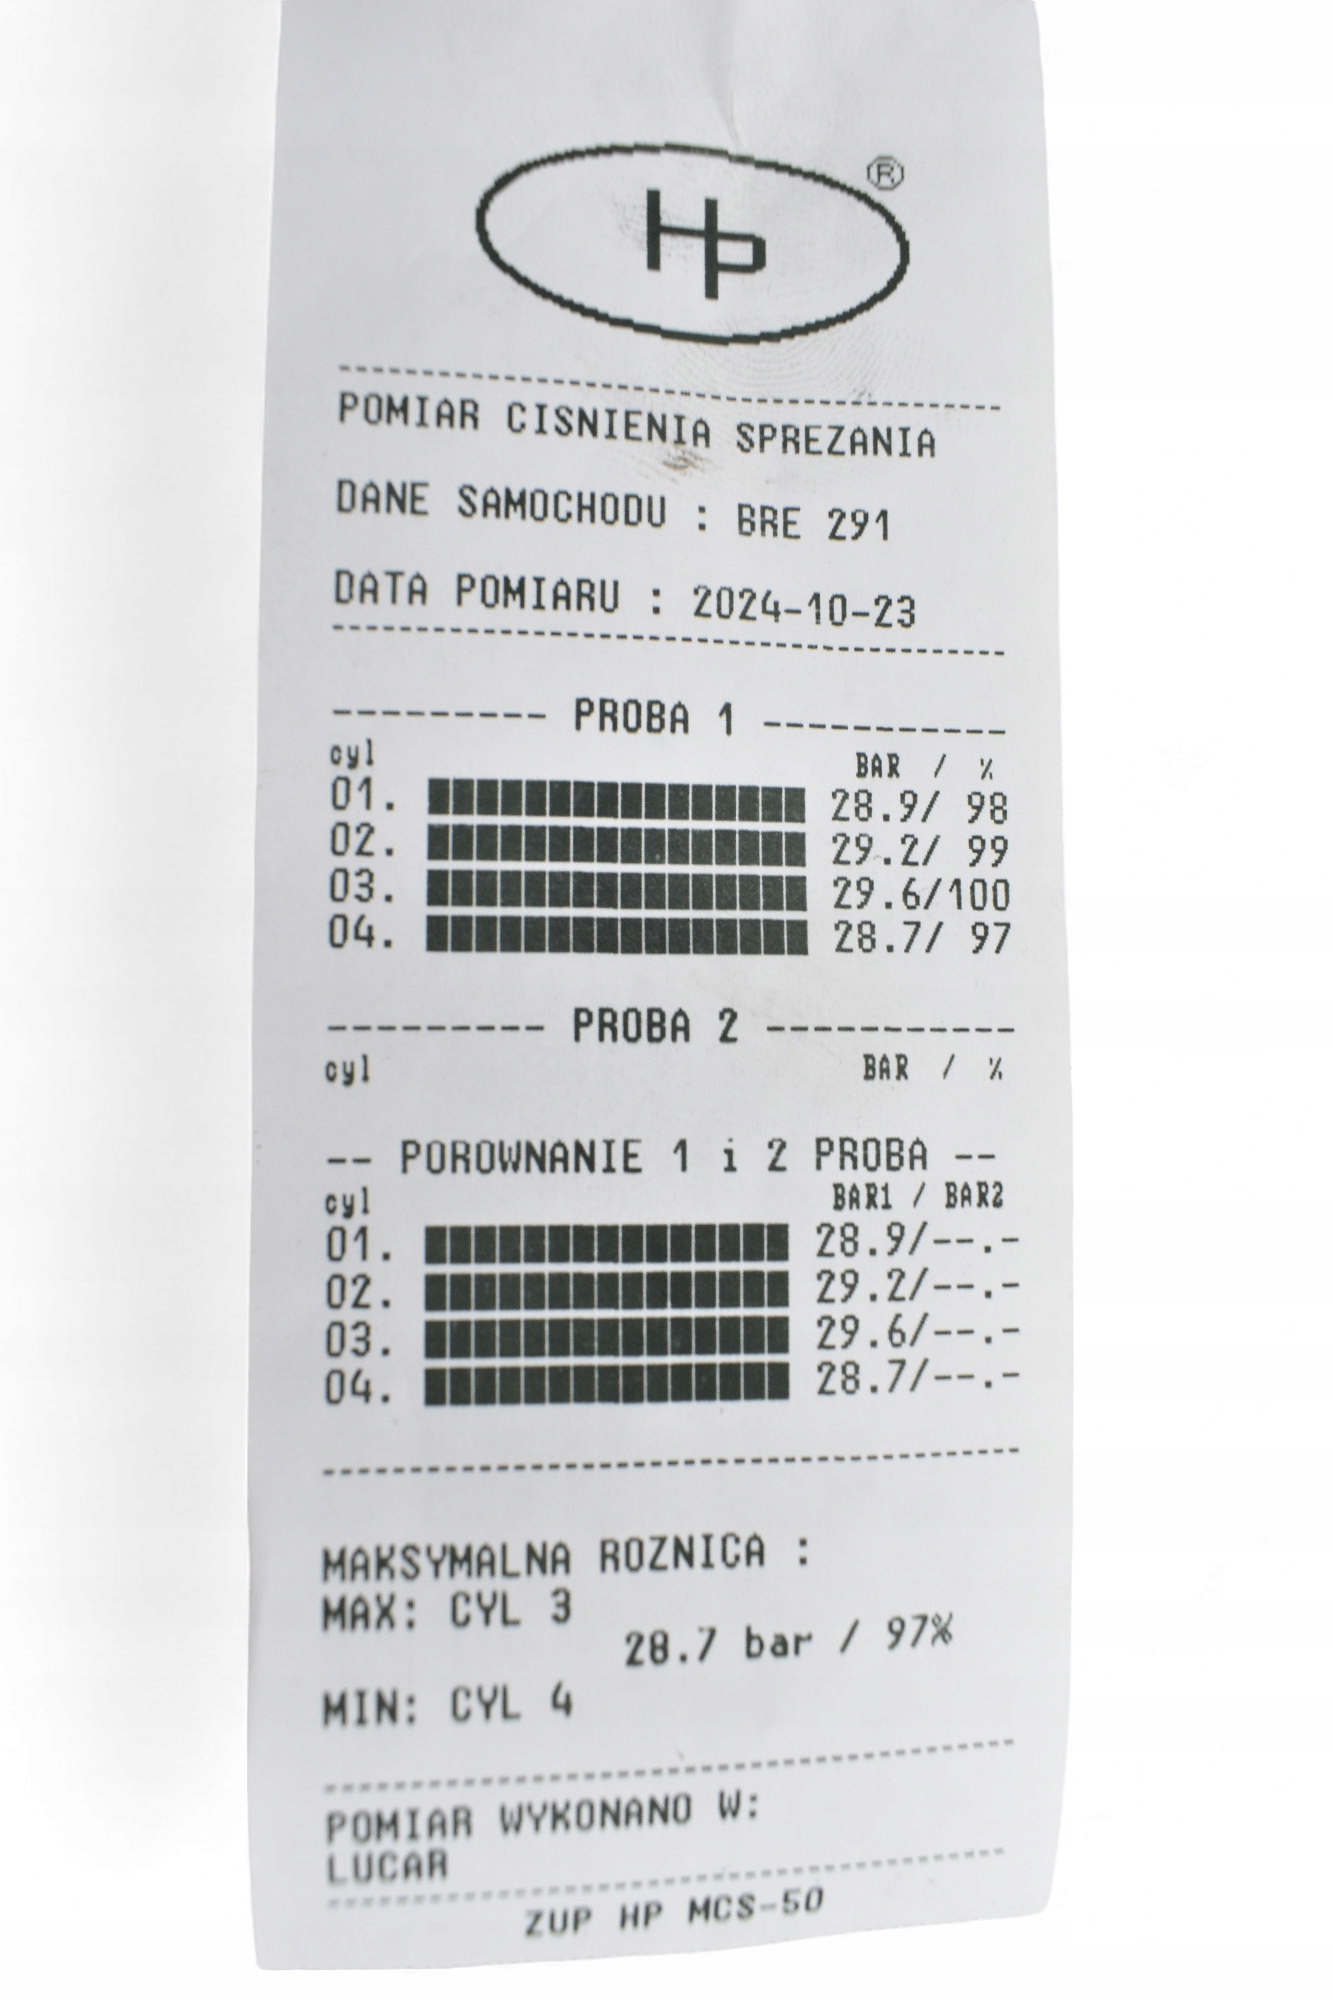 HP ®
POMIAR CISNIENIA SPREZANIA
DANE SAMOCHODU : BRE 291
DATA POMIARU : 2024-10-23
--------- PROBA 1 -----------
cyl BAR / %
01. 28.9/ 98
02. 29.2/ 99
03. 29.6/100
04. 28.7/ 97
--------- PROBA 2 -----------
cyl BAR / %
-- POROWNANIE 1 i 2 PROBA --
cyl BAR1 / BAR2
01. 28.9/--.-
02. 29.2/--.-
03. 29.6/--.-
04. 28.7/--.-
MAKSYMALNA ROZNICA :
MAX: CYL 3
28.7 bar / 97%
MIN: CYL 4
POMIAR WYKONANO W:
LUCAR
ZUP HP MCS-50